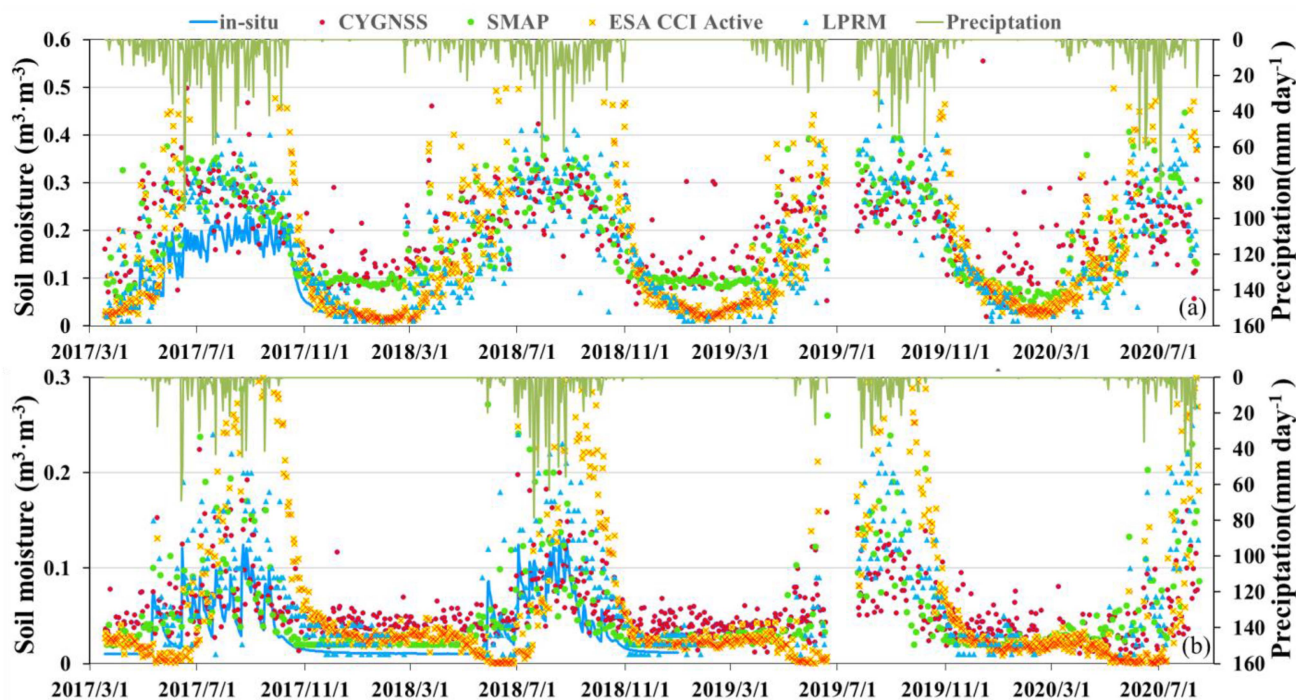 in-situ CYGNSS SMAP ESA CCI Active LPRM Preciptation
0.6 0
0.5 20
0.4 40
0.3 60
0.2 80
0.1 100
0 120
140
160
Soil moisture (m³·m⁻³)
Preciptation(mm day⁻¹)
(a)
2017/3/1 2017/7/1 2017/11/1 2018/3/1 2018/7/1 2018/11/1 2019/3/1 2019/7/1 2019/11/1 2020/3/1 2020/7/1
0.3 0
0.2 20
0.1 40
0 60
80
100
120
140
160
Soil moisture (m³·m⁻³)
Preciptation(mm day⁻¹)
(b)
2017/3/1 2017/7/1 2017/11/1 2018/3/1 2018/7/1 2018/11/1 2019/3/1 2019/7/1 2019/11/1 2020/3/1 2020/7/1